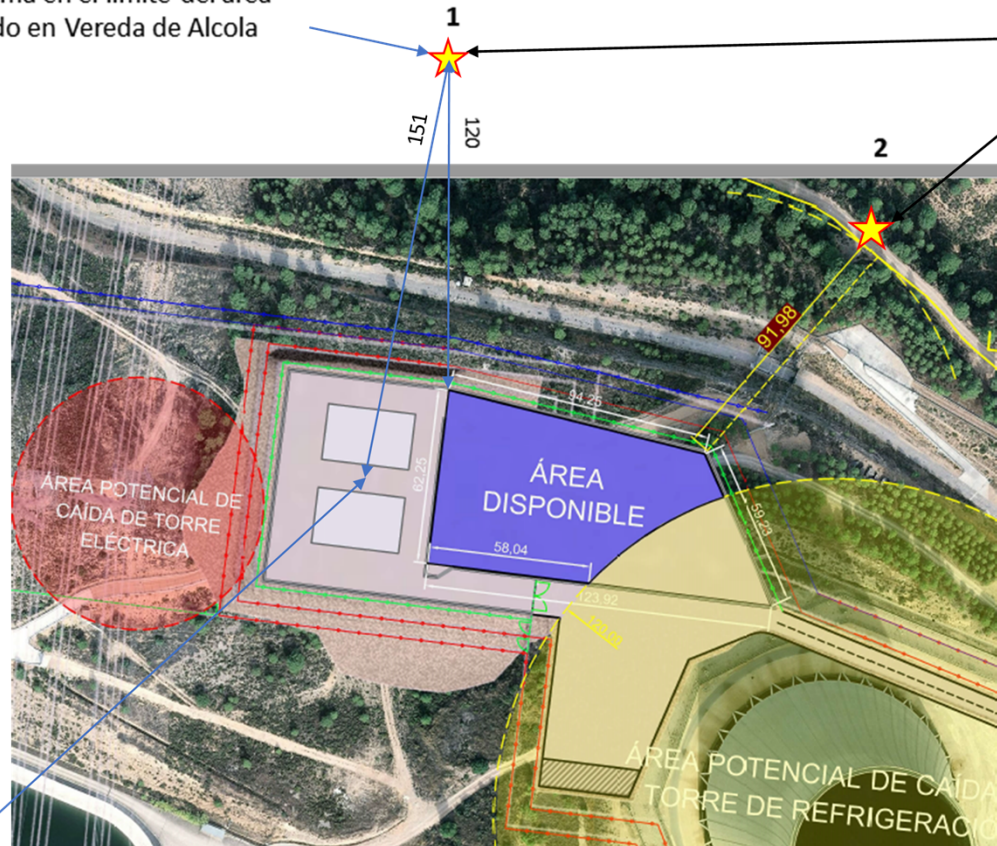 do en Vereda de Alcola
1
151
120
2
91,98
94,25
62.25
ÁREA
DISPONIBLE
59,23
ÁREA POTENCIAL DE
CAÍDA DE TORRE
ELÉCTRICA
58,04
123.92
120,00
ÁREA POTENCIAL DE CAÍDA
TORRE DE REFRIGERACIÓ